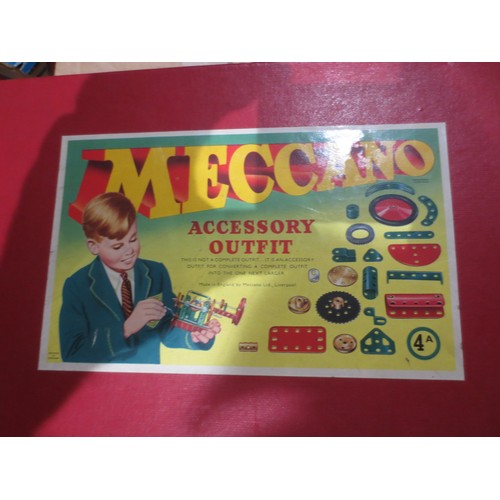 MECCANO
ACCESSORY
OUTFIT
THIS IS NOT A COMPLETE OUTFIT. IT IS AN ACCESSORY
OUTFIT FOR CONVERTING A COMPLETE OUTFIT
INTO THE ONE NEXT LARGER
Made in England by Meccano Ltd., Liverpool
4A